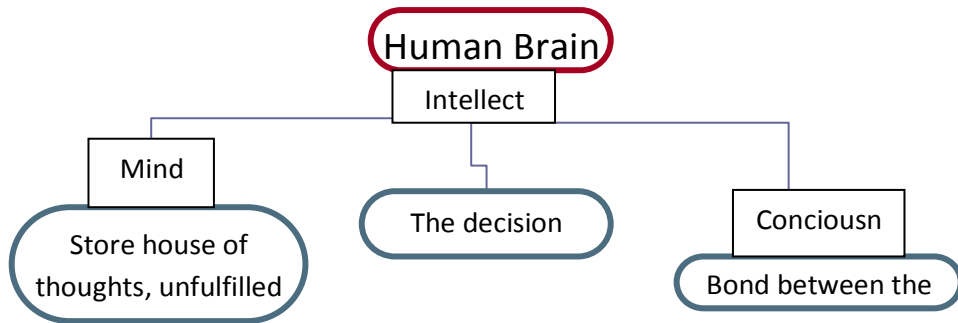 Human Brain
Intellect
Mind
Store house of
thoughts, unfulfilled
The decision
Conciousn
Bond between the